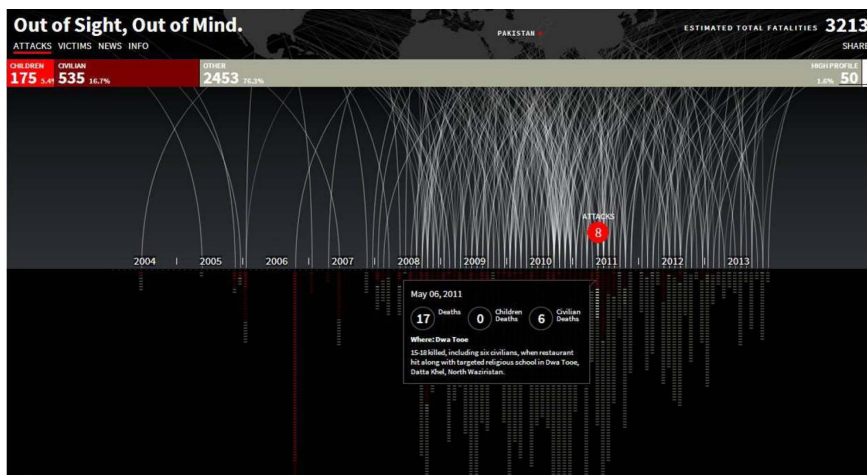 Out of Sight, Out of Mind.
ATTACKS VICTIMS NEWS INFO
PAKISTAN
ESTIMATED TOTAL FATALITIES 3213
SHARE
CHILDREN
175 5.4%
CIVILIAN
535 16.7%
OTHER
2453 76.3%
HIGH PROFILE
1.6% 50
ATTACKS
8
2004 2005 2006 2007 2008 2009 2010 2011 2012 2013
May 06, 2011
17 Deaths 0 Children Deaths 6 Civilian Deaths
Where: Dwa Tooe
15-18 killed, including six civilians, when restaurant
hit along with targeted religious school in Dwa Tooe,
Datta Khel, North Waziristan.